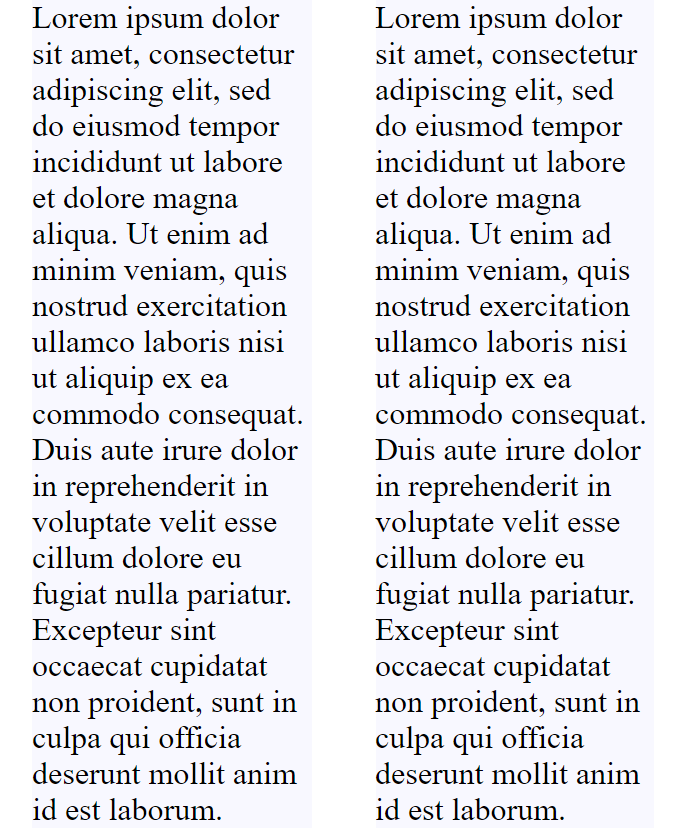 Lorem ipsum dolor
sit amet, consectetur
adipiscing elit, sed
do eiusmod tempor
incididunt ut labore
et dolore magna
aliqua. Ut enim ad
minim veniam, quis
nostrud exercitation
ullamco laboris nisi
ut aliquip ex ea
commodo consequat.
Duis aute irure dolor
in reprehenderit in
voluptate velit esse
cillum dolore eu
fugiat nulla pariatur.
Excepteur sint
occaecat cupidatat
non proident, sunt in
culpa qui officia
deserunt mollit anim
id est laborum.
Lorem ipsum dolor
sit amet, consectetur
adipiscing elit, sed
do eiusmod tempor
incididunt ut labore
et dolore magna
aliqua. Ut enim ad
minim veniam, quis
nostrud exercitation
ullamco laboris nisi
ut aliquip ex ea
commodo consequat.
Duis aute irure dolor
in reprehenderit in
voluptate velit esse
cillum dolore eu
fugiat nulla pariatur.
Excepteur sint
occaecat cupidatat
non proident, sunt in
culpa qui officia
deserunt mollit anim
id est laborum.